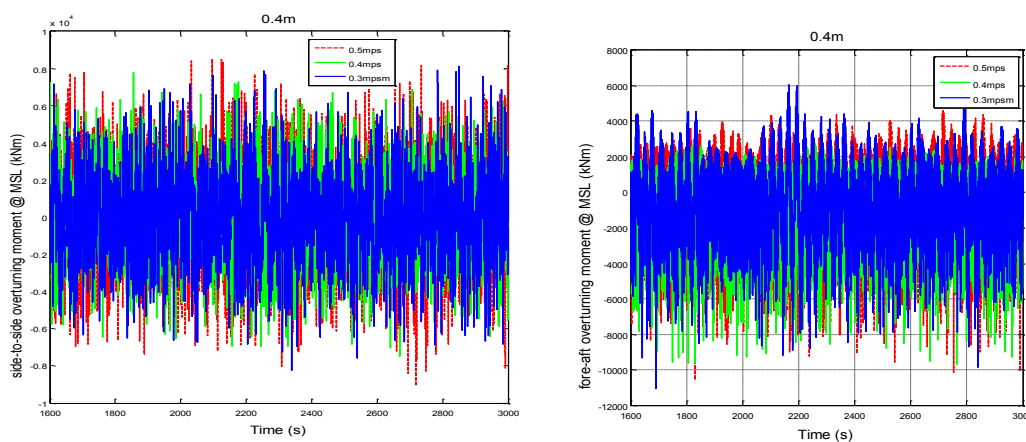 0.4m
x 10^4
1
0.8
0.6
0.4
0.2
0
-0.2
-0.4
-0.6
-0.8
-1
1600 1800 2000 2200 2400 2600 2800 3000
side-to-side overturning moment @ MSL (kNm)
Time (s)
0.5mps
0.4mps
0.3mpsm
0.4m
8000
6000
4000
2000
0
-2000
-4000
-6000
-8000
-10000
-12000
1600 1800 2000 2200 2400 2600 2800 3000
fore-aft overturning moment @ MSL (kNm)
Time (s)
0.5mps
0.4mps
0.3mpsm